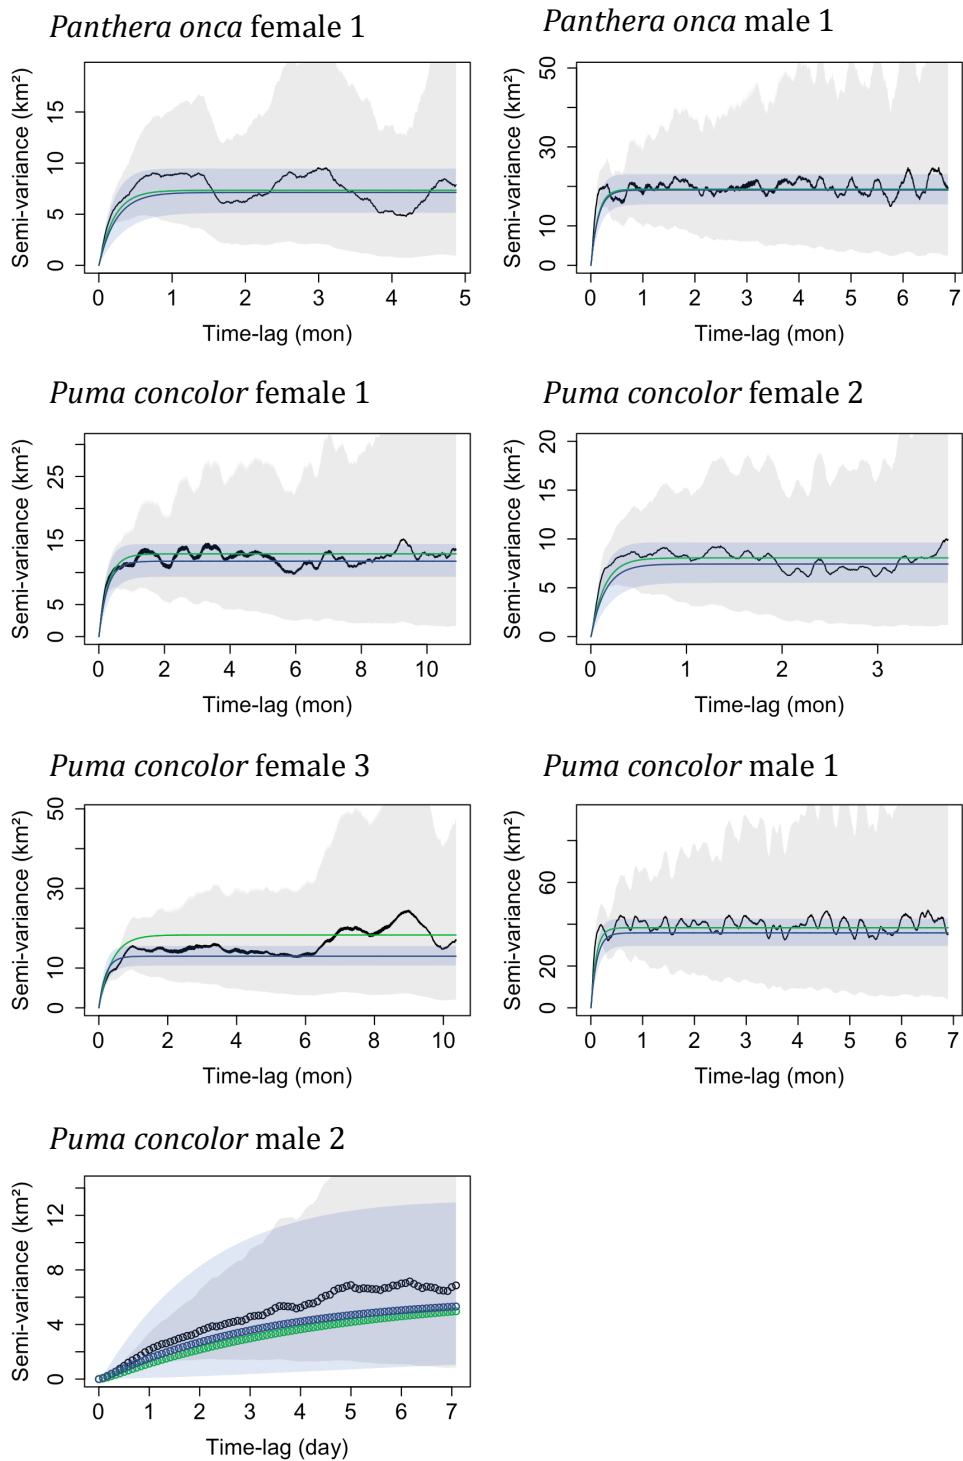 Panthera onca female 1
Panthera onca male 1
Semi-variance (km²)
0 5 10 15
0 1 2 3 4 5
Time-lag (mon)
Semi-variance (km²)
0 10 30 50
0 1 2 3 4 5 6 7
Time-lag (mon)
Puma concolor female 1
Puma concolor female 2
Semi-variance (km²)
0 5 15 25
0 2 4 6 8 10
Time-lag (mon)
Semi-variance (km²)
0 5 10 15 20
0 1 2 3
Time-lag (mon)
Puma concolor female 3
Puma concolor male 1
Semi-variance (km²)
0 10 30 50
0 2 4 6 8 10
Time-lag (mon)
Semi-variance (km²)
0 20 60
0 1 2 3 4 5 6 7
Time-lag (mon)
Puma concolor male 2
Semi-variance (km²)
0 4 8 12
0 1 2 3 4 5 6 7
Time-lag (day)